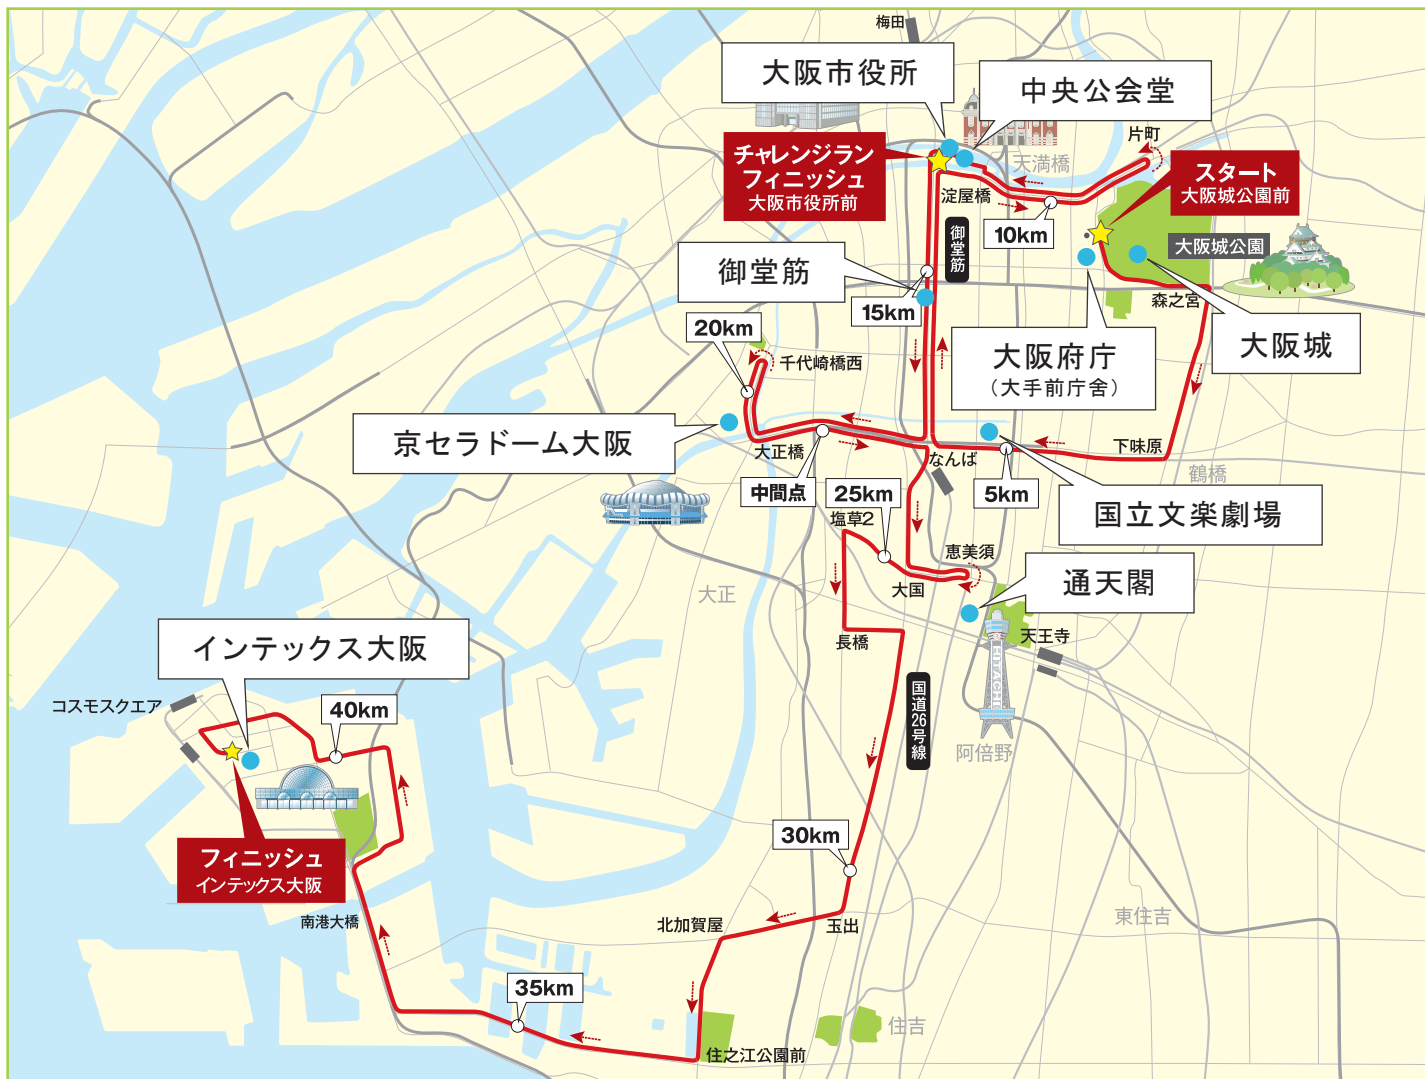 梅田
大阪市役所
中央公会堂
片町
チャレンジラン
フィニッシュ
大阪市役所前
天満橋
スタート
大阪城公園前
淀屋橋
10km
御堂筋
大阪城公園
御堂筋
15km
森之宮
20km
千代崎橋西
大阪府庁
(大手前庁舎)
大阪城
京セラドーム大阪
大正橋
なんば
下味原
鶴橋
中間点
25km
5km
国立文楽劇場
塩草2
恵美須
大国
通天閣
大正
HITACHI
長橋
天王寺
インテックス大阪
コスモスクエア
40km
国道26号線
阿倍野
30km
フィニッシュ
インテックス大阪
南港大橋
北加賀屋
玉出
東住吉
35km
住吉
住之江公園前